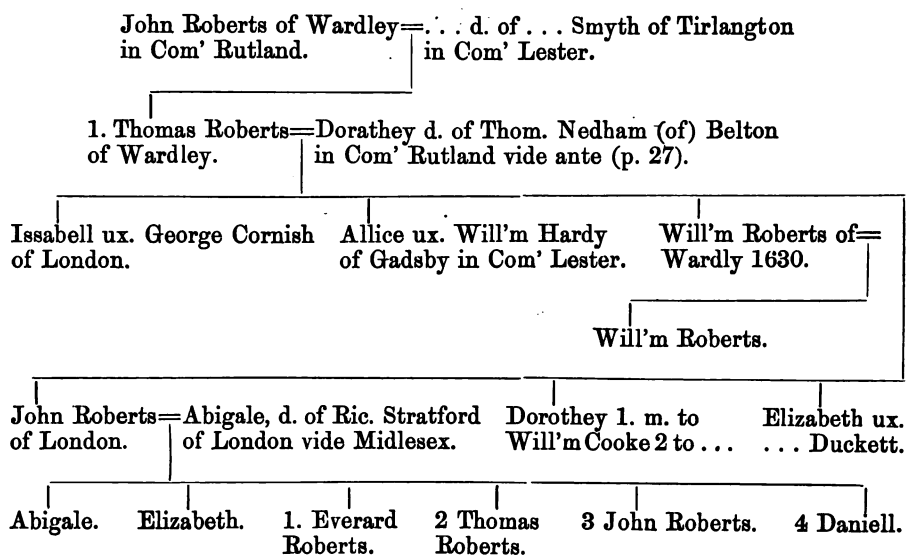 John Roberts of Wardley=. . . d. of . . . Smyth of Tirlangton
in Com' Rutland. in Com' Lester.
1. Thomas Roberts=Dorathey d. of Thom. Nedham (of) Belton
of Wardley. in Com' Rutland vide ante (p. 27).
Issabell ux. George Cornish Allice ux. Will'm Hardy Will'm Roberts of=
of London. of Gadsby in Com' Lester. Wardly 1630.
Will'm Roberts.
John Roberts=Abigale, d. of Ric. Stratford Dorothey 1. m. to Elizabeth ux.
of London. of London vide Midlesex. Will'm Cooke 2 to . . . . . . Duckett.
Abigale. Elizabeth. 1. Everard 2 Thomas 3 John Roberts. 4 Daniell.
Roberts. Roberts.